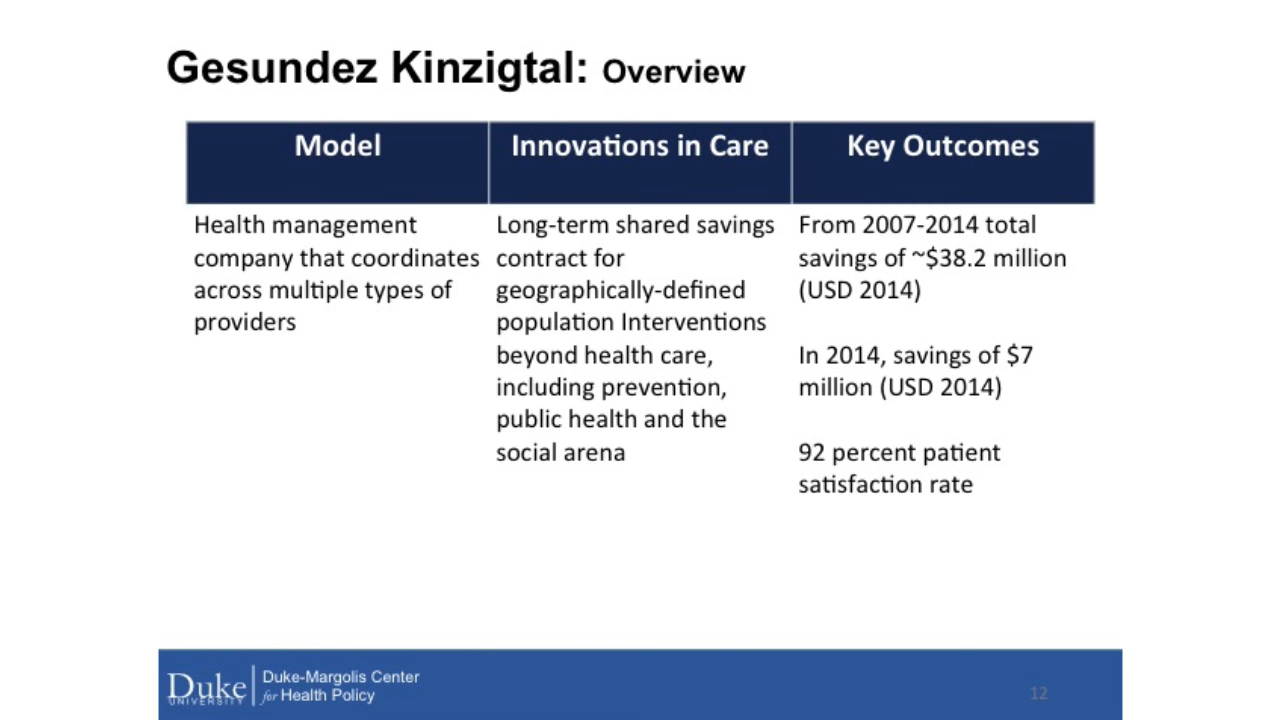 Gesundez Kinzigtal: Overview
Model
Innovations in Care
Key Outcomes
Health management
company that coordinates
across multiple types of
providers
Long-term shared savings
contract for
geographically-defined
population Interventions
beyond health care,
including prevention,
public health and the
social arena
From 2007-2014 total
savings of ~$38.2 million
(USD 2014)
In 2014, savings of $7
million (USD 2014)
92 percent patient
satisfaction rate
Duke
UNIVERSITY
Duke-Margolis Center
for Health Policy
12